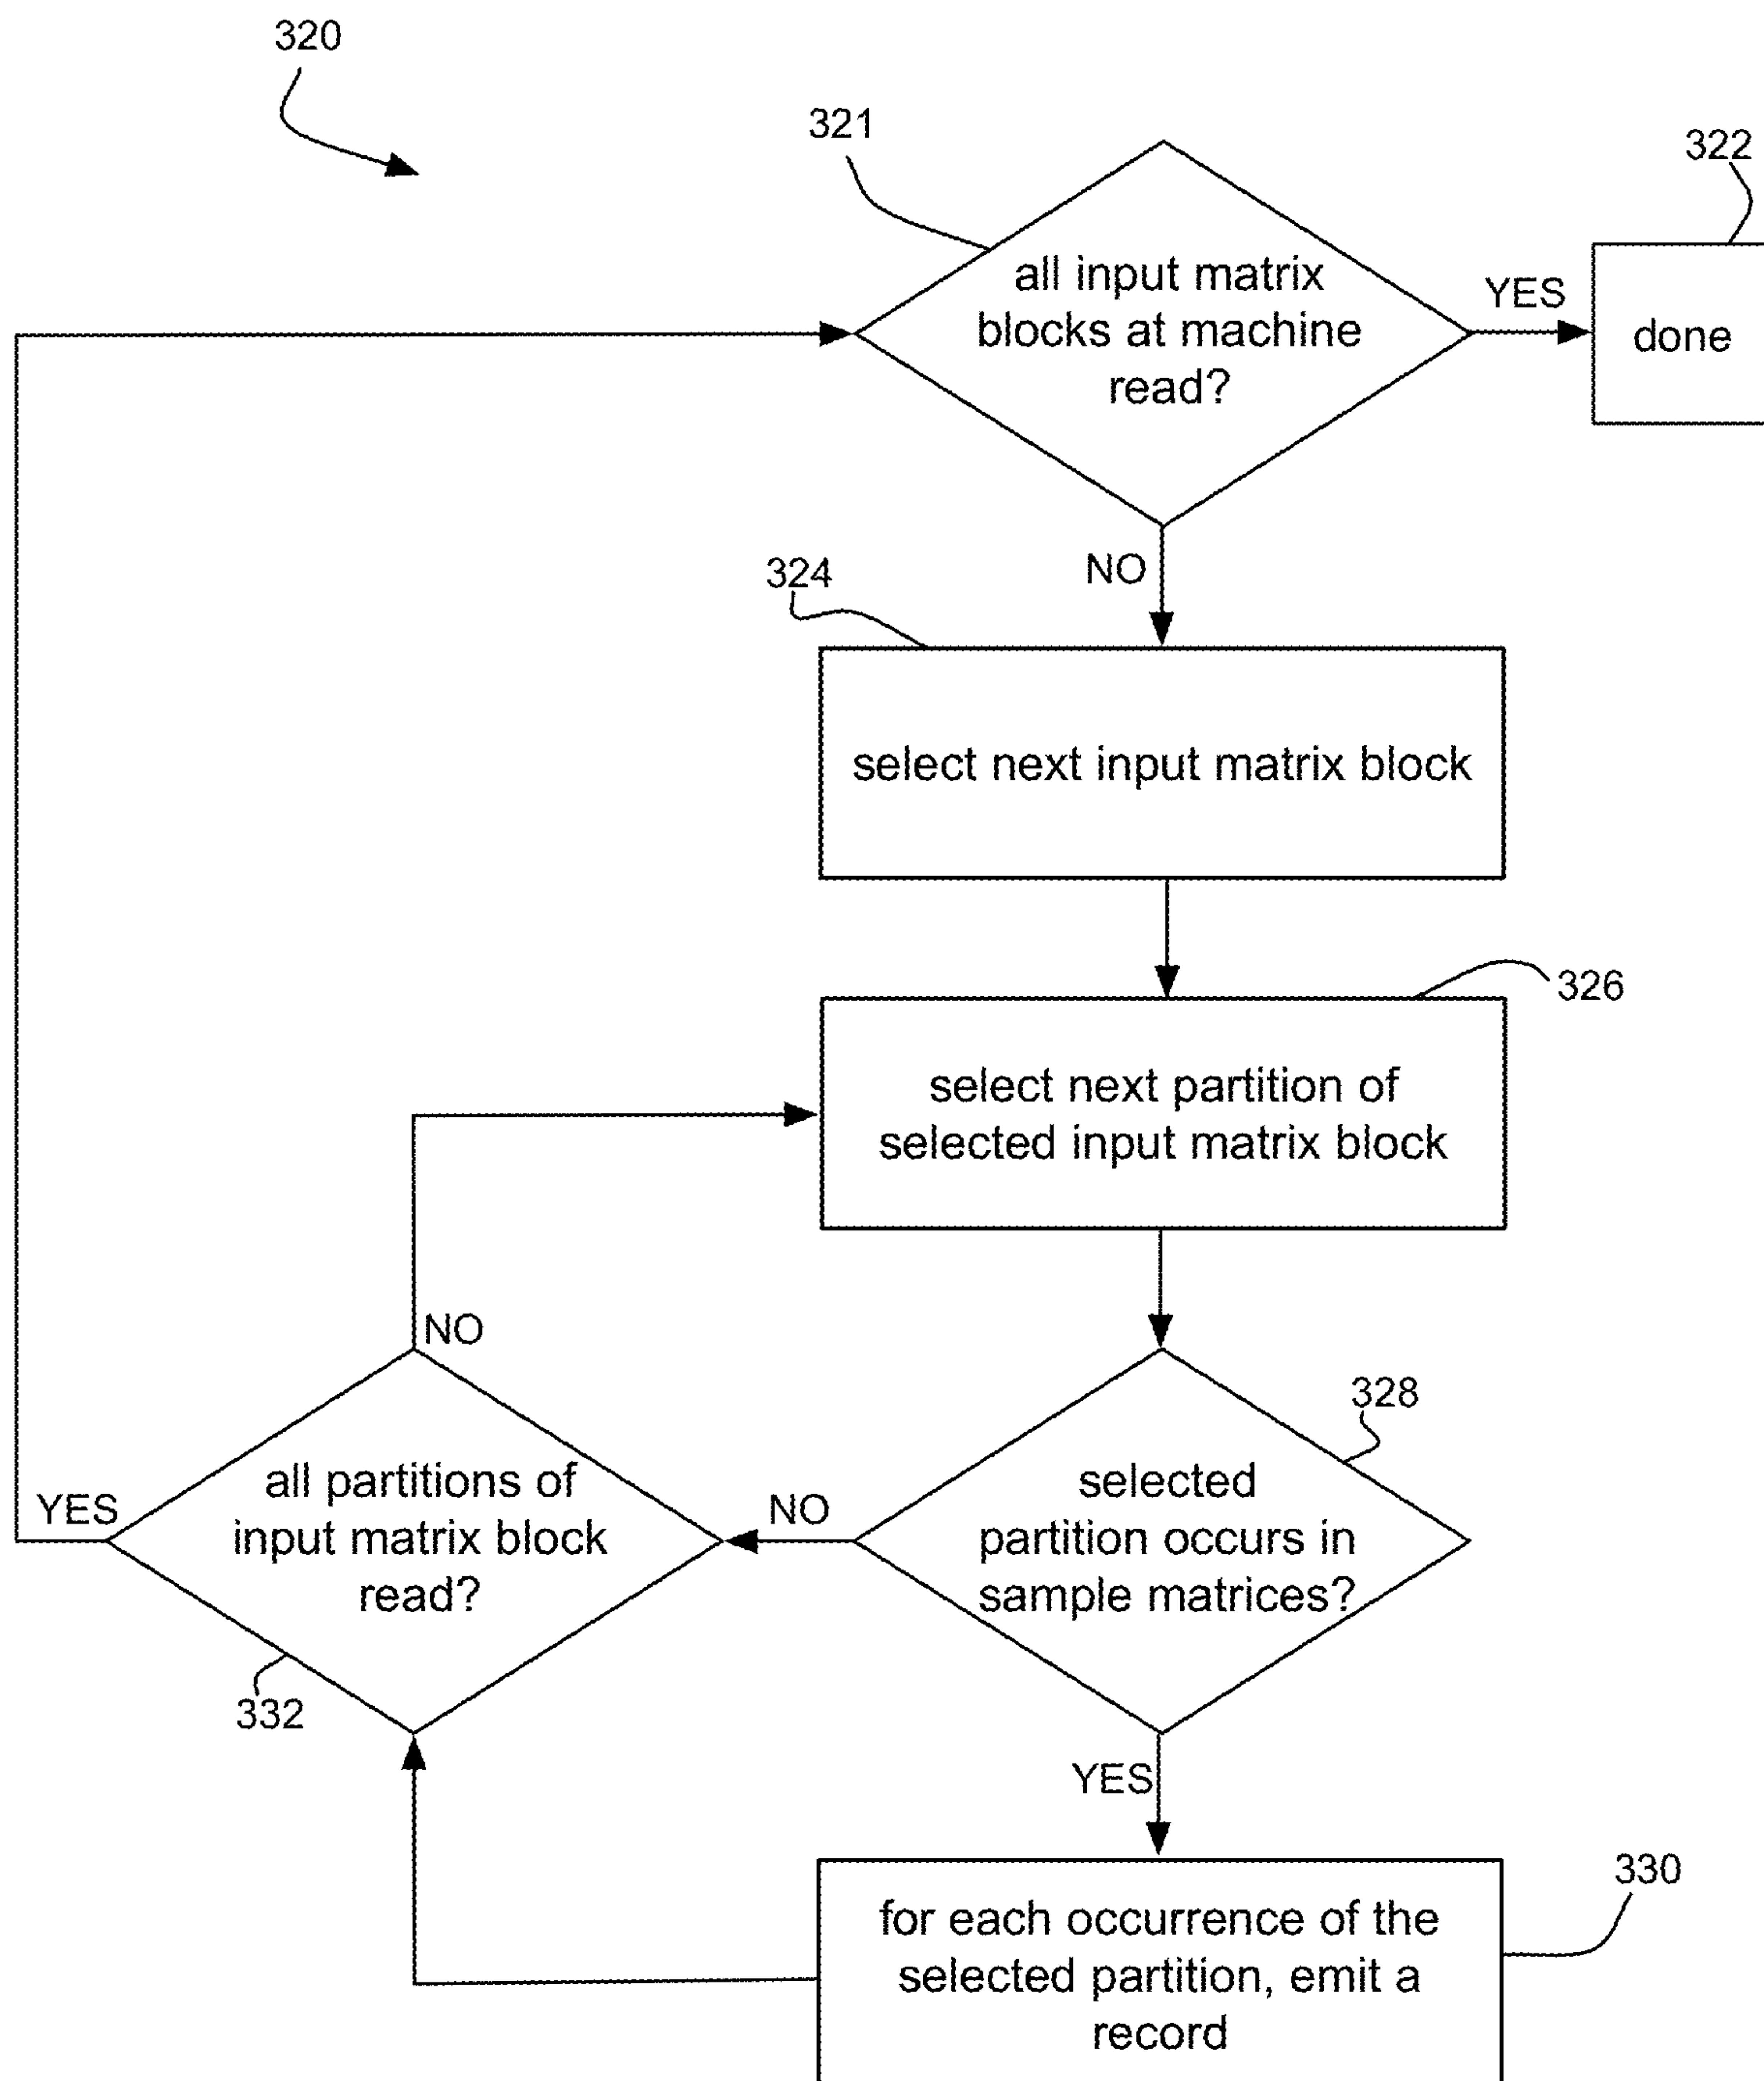 320
321
322
all input matrix
blocks at machine
read?
YES
done
NO
324
select next input matrix block
326
select next partition of
selected input matrix block
NO
328
YES
all partitions of
input matrix block
read?
NO
selected
partition occurs in
sample matrices?
332
YES
330
for each occurrence of the
selected partition, emit a
record